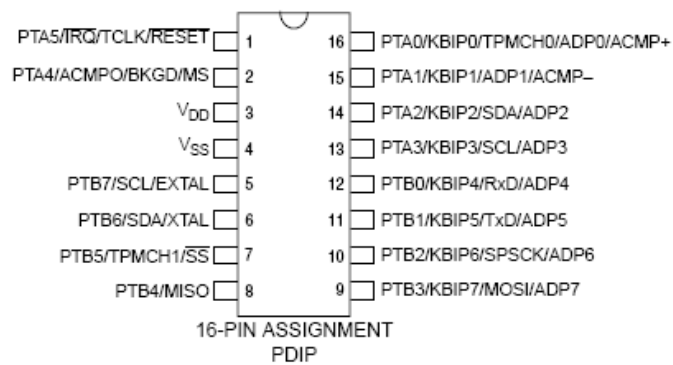 PTA5/IRQ/TCLK/RESET 1 16 PTA0/KBIP0/TPMCH0/ADP0/ACMP+
PTA4/ACMPO/BKGD/MS 2 15 PTA1/KBIP1/ADP1/ACMP–
VDD 3 14 PTA2/KBIP2/SDA/ADP2
VSS 4 13 PTA3/KBIP3/SCL/ADP3
PTB7/SCL/EXTAL 5 12 PTB0/KBIP4/RxD/ADP4
PTB6/SDA/XTAL 6 11 PTB1/KBIP5/TxD/ADP5
PTB5/TPMCH1/SS 7 10 PTB2/KBIP6/SPSCK/ADP6
PTB4/MISO 8 9 PTB3/KBIP7/MOSI/ADP7
16-PIN ASSIGNMENT
PDIP